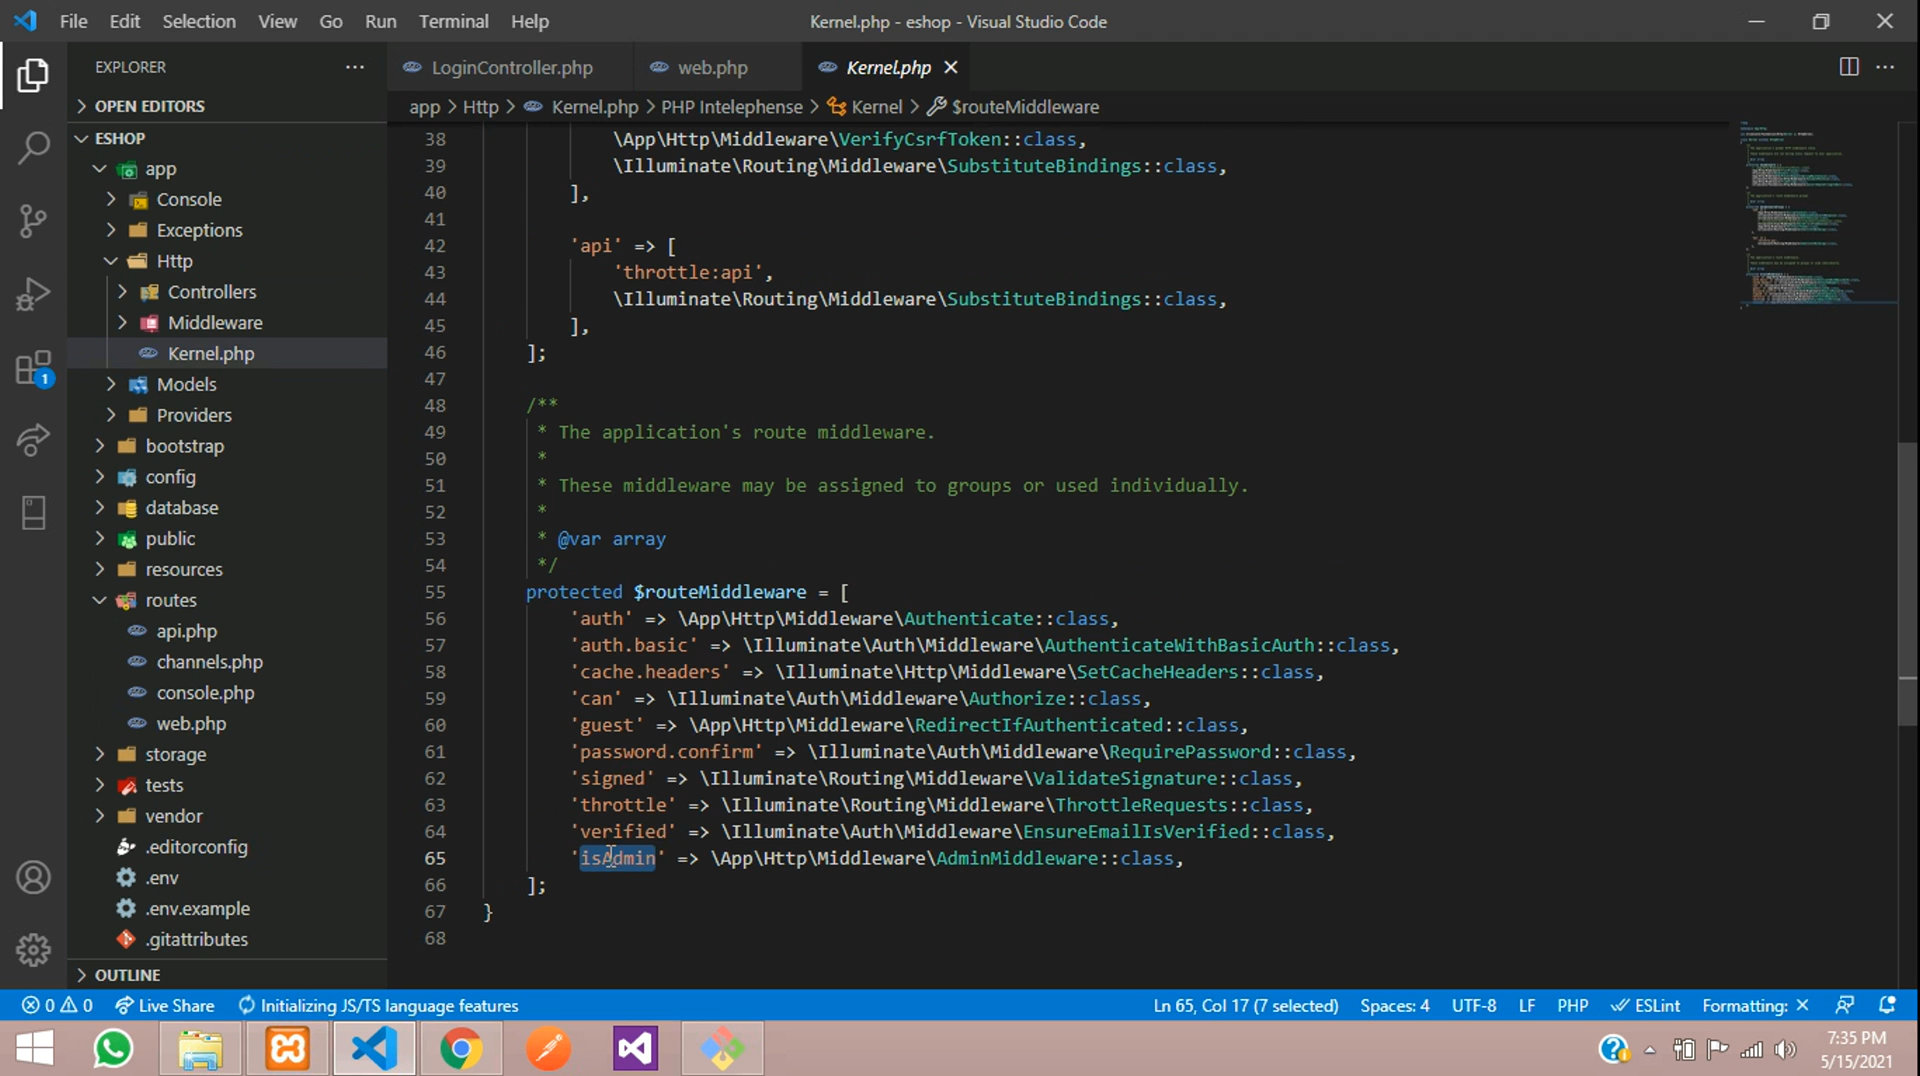 File Edit Selection View Go Run Terminal Help
Kernel.php - eshop - Visual Studio Code
EXPLORER
LoginController.php web.php Kernel.php
OPEN EDITORS
app > Http > Kernel.php > PHP Intelephense > Kernel > $routeMiddleware
ESHOP
app
Console
Exceptions
Http
Controllers
Middleware
Kernel.php
Models
Providers
bootstrap
config
database
public
resources
routes
api.php
channels.php
console.php
web.php
storage
tests
vendor
.editorconfig
.env
.env.example
.gitattributes
OUTLINE
1
38 \App\Http\Middleware\VerifyCsrfToken::class,
39 \Illuminate\Routing\Middleware\SubstituteBindings::class,
40 ],
41
42 'api' => [
43 'throttle:api',
44 \Illuminate\Routing\Middleware\SubstituteBindings::class,
45 ],
46 ];
47
48 /**
49 * The application's route middleware.
50 *
51 * These middleware may be assigned to groups or used individually.
52 *
53 * @var array
54 */
55 protected $routeMiddleware = [
56 'auth' => \App\Http\Middleware\Authenticate::class,
57 'auth.basic' => \Illuminate\Auth\Middleware\AuthenticateWithBasicAuth::class,
58 'cache.headers' => \Illuminate\Http\Middleware\SetCacheHeaders::class,
59 'can' => \Illuminate\Auth\Middleware\Authorize::class,
60 'guest' => \App\Http\Middleware\RedirectIfAuthenticated::class,
61 'password.confirm' => \Illuminate\Auth\Middleware\RequirePassword::class,
62 'signed' => \Illuminate\Routing\Middleware\ValidateSignature::class,
63 'throttle' => \Illuminate\Routing\Middleware\ThrottleRequests::class,
64 'verified' => \Illuminate\Auth\Middleware\EnsureEmailIsVerified::class,
65 'isAdmin' => \App\Http\Middleware\AdminMiddleware::class,
66 ];
67 }
68
0 0 Live Share Initializing JS/TS language features
Ln 65, Col 17 (7 selected) Spaces: 4 UTF-8 LF PHP ESLint Formatting: ×
7:35 PM
5/15/2021